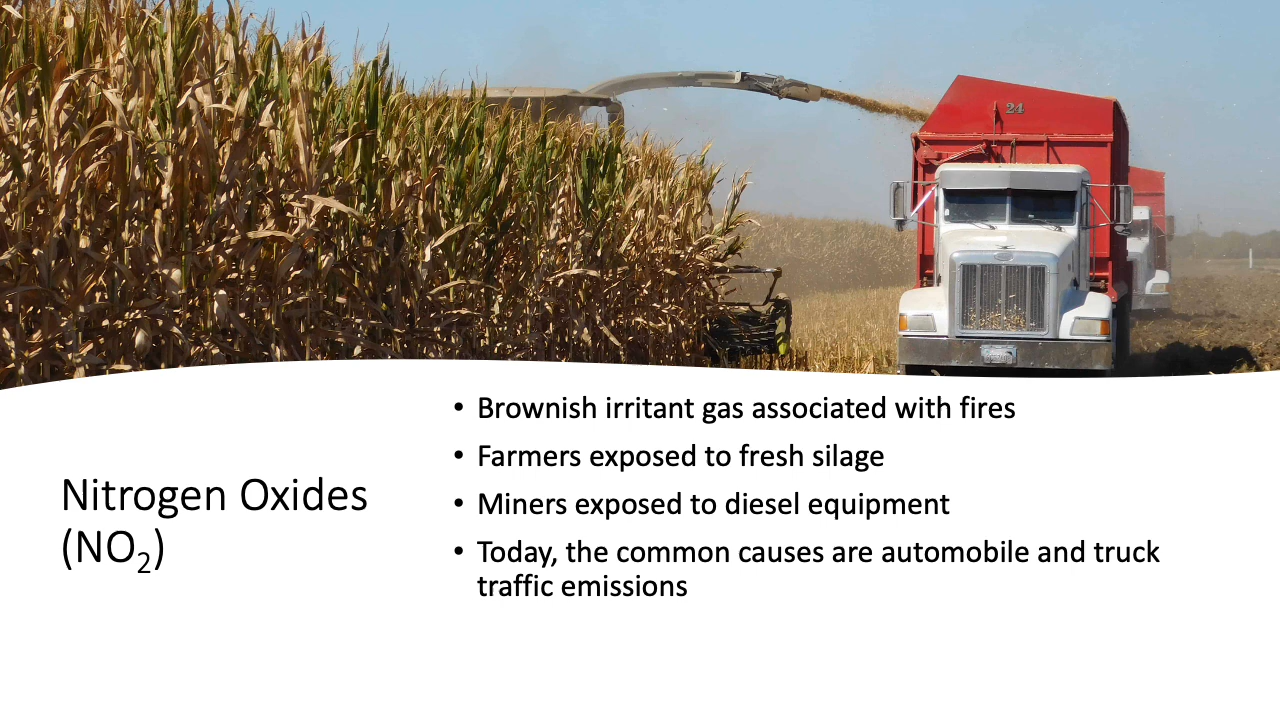 24
Nitrogen Oxides
(NO₂)
• Brownish irritant gas associated with fires
• Farmers exposed to fresh silage
• Miners exposed to diesel equipment
• Today, the common causes are automobile and truck
traffic emissions